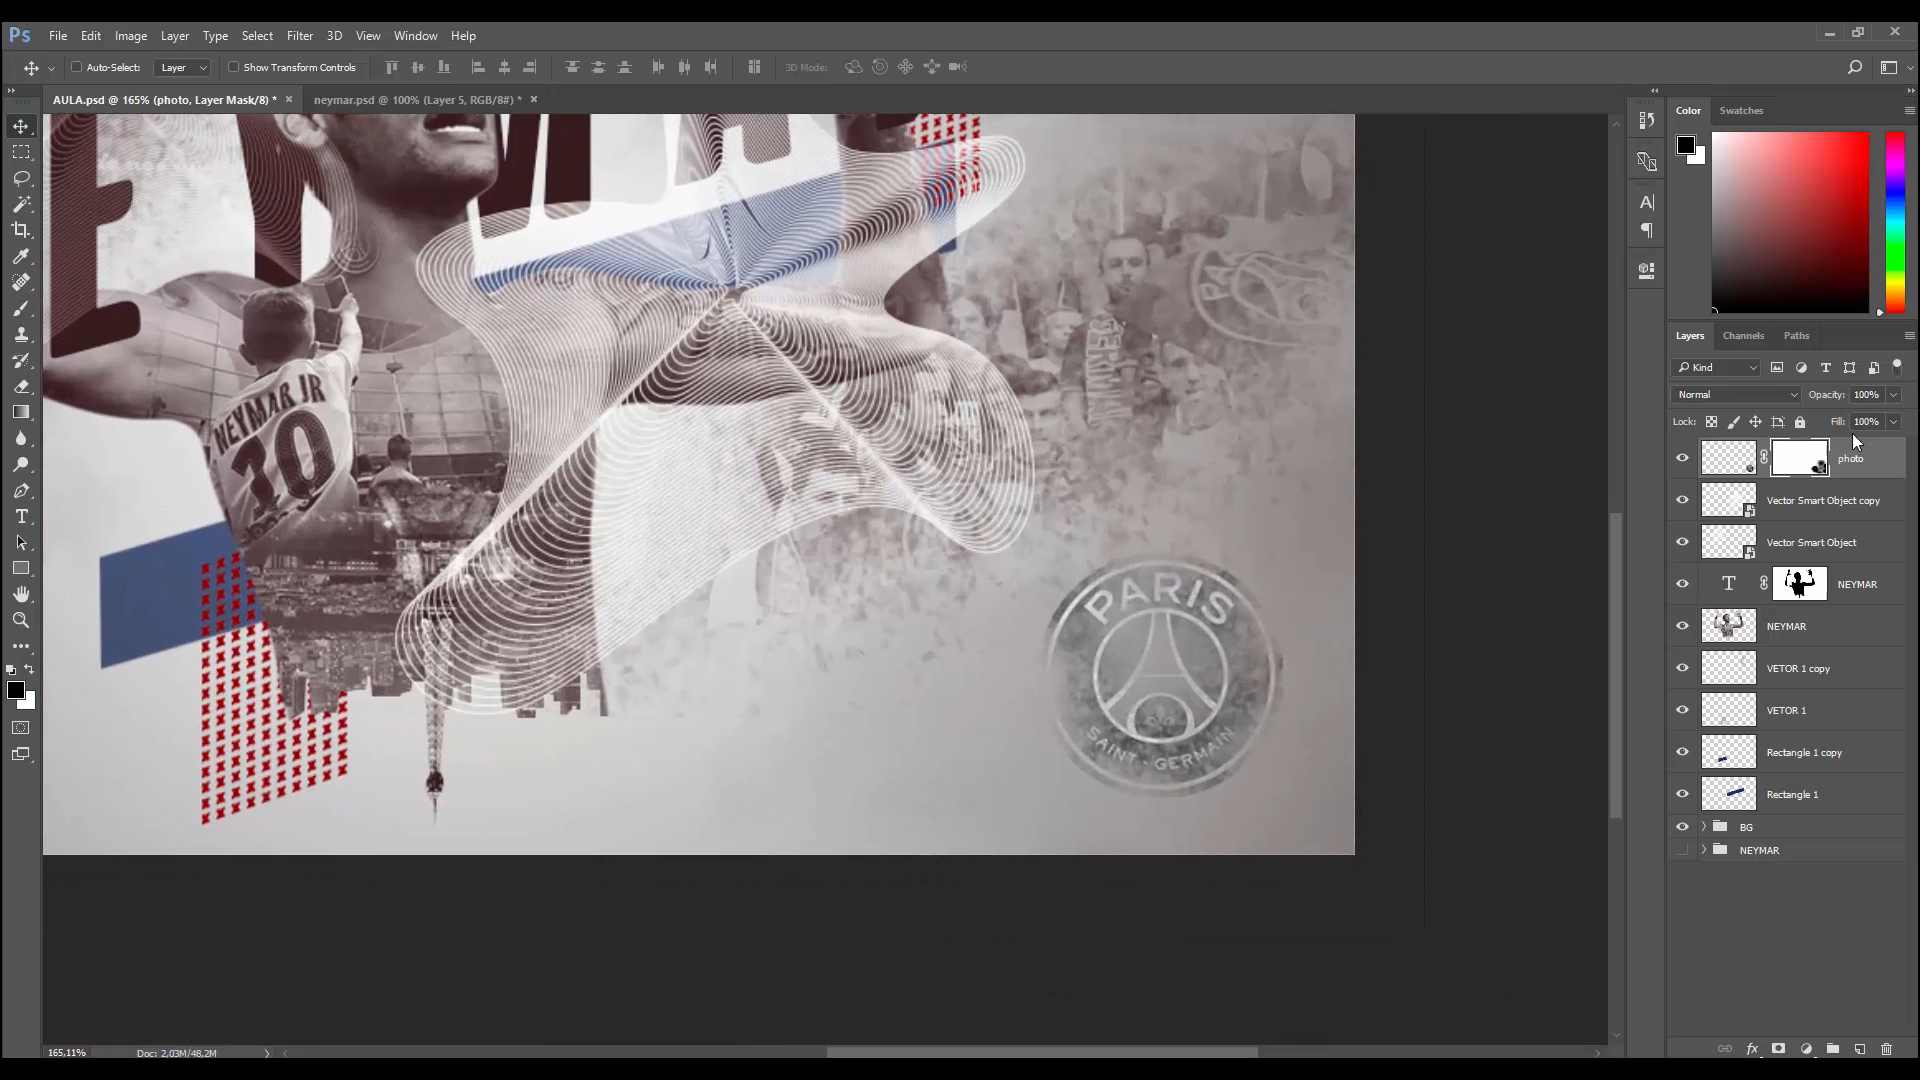 Ps File Edit Image Layer Type Select Filter 3D View Window Help
Auto-Select: Layer Show Transform Controls 3D Mode:
AULA.psd @ 165% (photo, Layer Mask/8) * × neymar.psd @ 100% (Layer 5, RGB/8#) * ×
Color Swatches
Layers Channels Paths
Kind
Normal Opacity: 100%
Lock: Fill: 100%
photo
Vector Smart Object copy
Vector Smart Object
T NEYMAR
NEYMAR
VETOR 1 copy
VETOR 1
Rectangle 1 copy
Rectangle 1
BG
NEYMAR
NEYMAR JR
10
PARIS
SAINT - GERMAIN
165,11% Doc: 2,03M/48,2M
fx